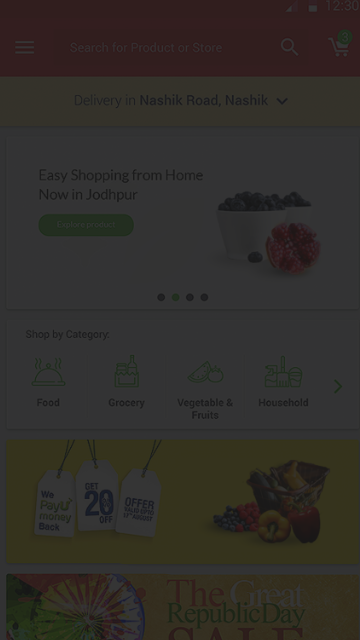 12:30
Search for Product or Store
3
Delivery in Nashik Road, Nashik
Easy Shopping from Home
Now in Jodhpur
Explore products
Shop by Category:
Food
Grocery
Vegetable &
Fruits
Household
We
PayU
money
Back
GET
20%
OFF
OFFER
VALID UPTO
15th AUGUST
The Great
Republic Day
SALE